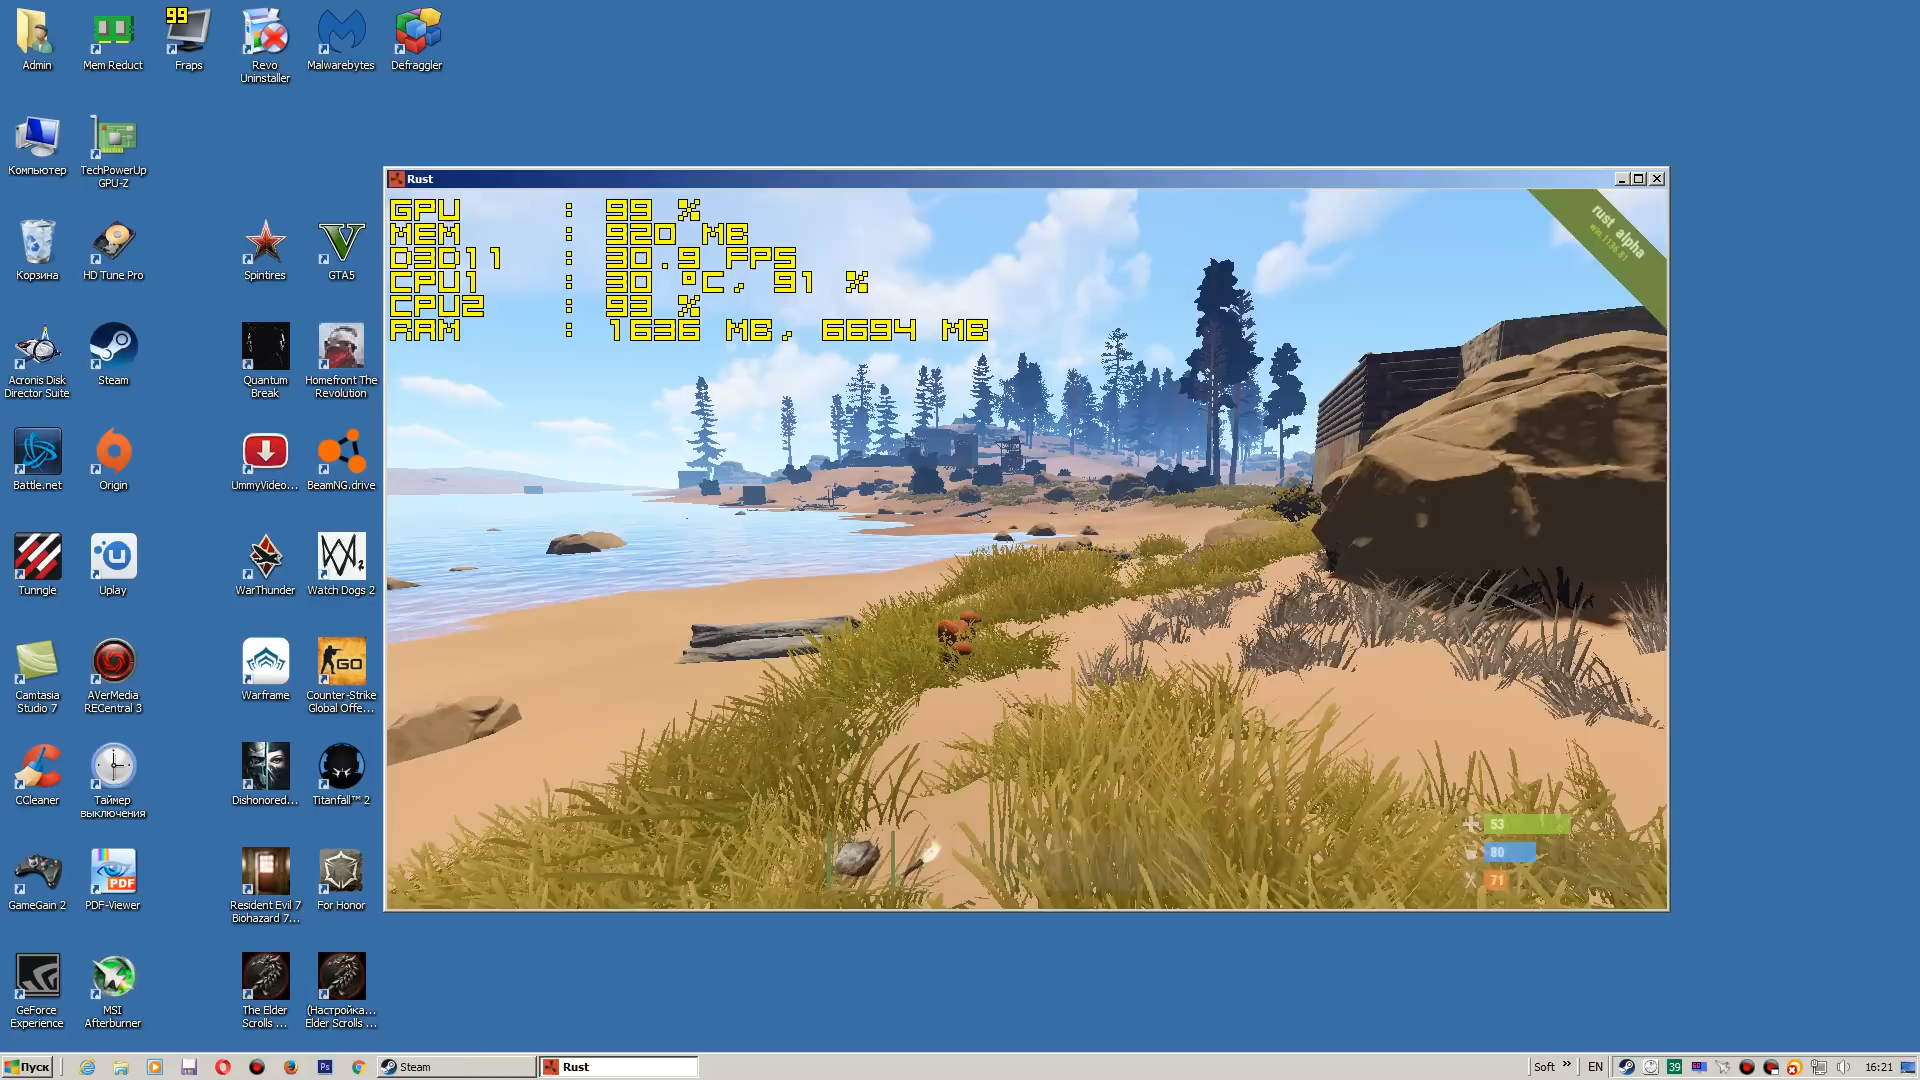 99
Admin
Mem Reduct
Fraps
Revo
Uninstaller
Malwarebytes
Defraggler
Компьютер
TechPowerUp
GPU-Z
Корзина
HD Tune Pro
Spintires
GTA5
Acronis Disk
Director Suite
Steam
Quantum
Break
Homefront The
Revolution
Battle.net
Origin
UmmyVideo...
BeamNG.drive
Tunngle
Uplay
WarThunder
Watch Dogs 2
Camtasia
Studio 7
AVerMedia
RECentral 3
Warframe
GO
Counter-Strike
Global Offe...
CCleaner
Таймер
выключения
Dishonored...
Titanfall™ 2
GameGain 2
PDF
PDF-Viewer
Resident Evil 7
Biohazard 7...
For Honor
GeForce
Experience
MSI
Afterburner
The Elder
Scrolls ...
(Настройка...
Elder Scrolls ...
Rust
GPU : 99 %
MEM : 920 MB
D3D11 : 30.9 FPS
CPU1 : 30 °C, 91 %
CPU2 : 93 %
RAM : 1636 MB, 6694 MB
rust alpha
53
80
71
Пуск
Ps
Steam
Rust
Soft »
EN
39
16:21